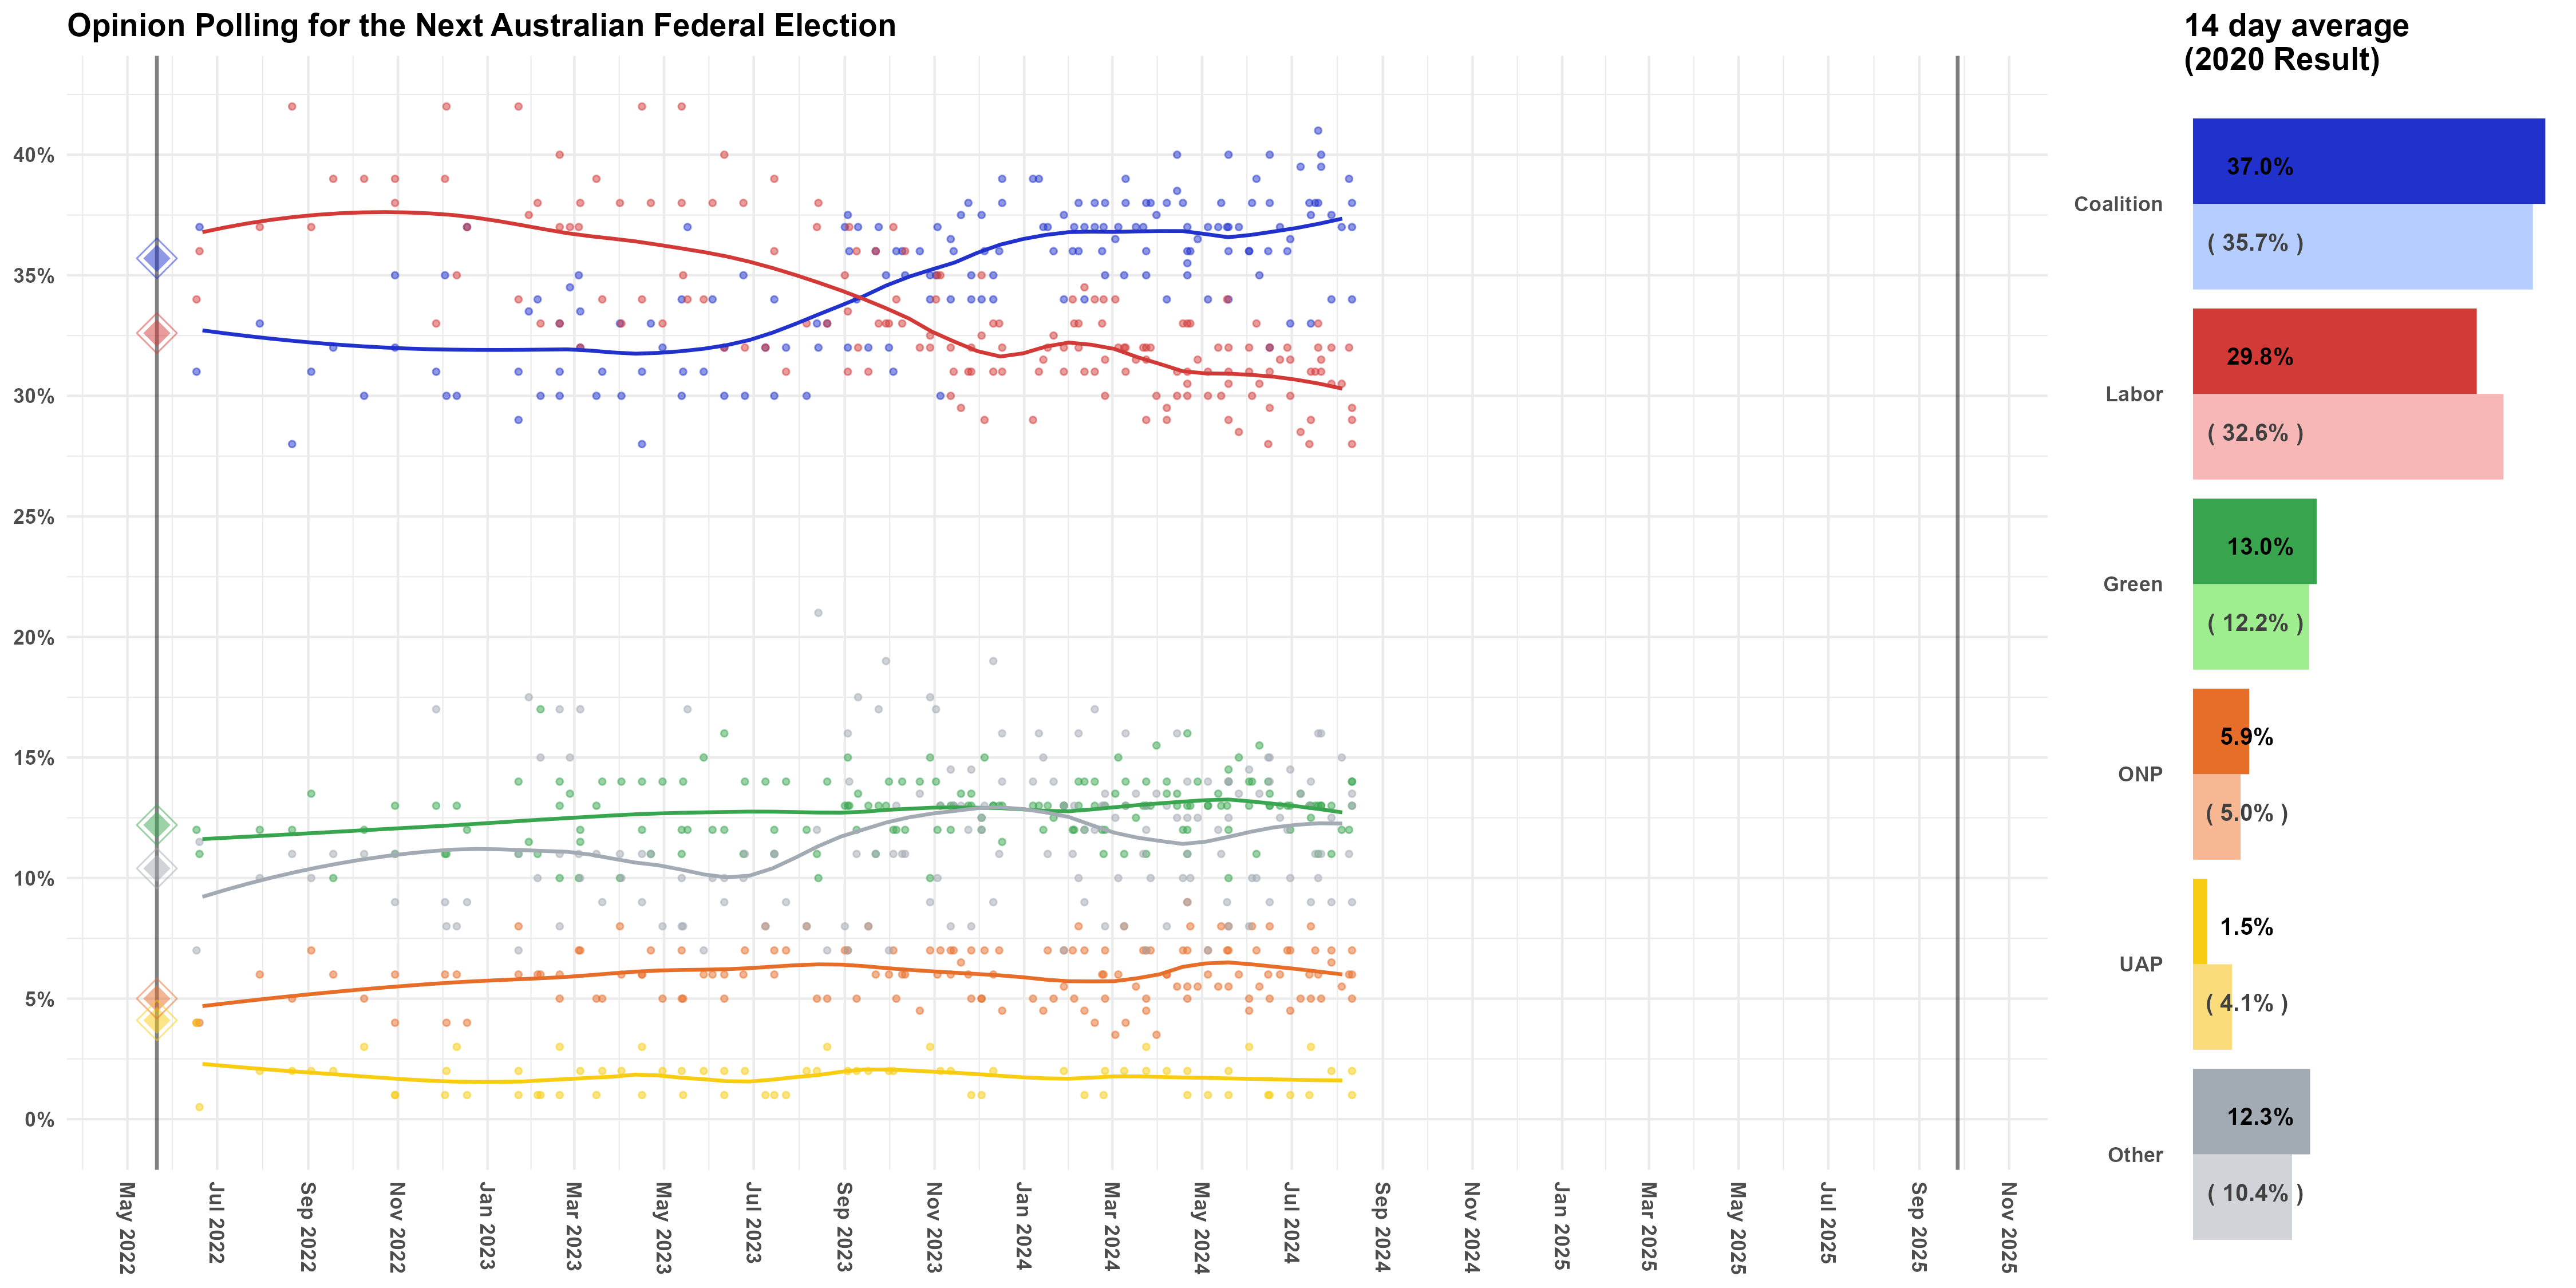 Opinion Polling for the Next Australian Federal Election
14 day average
(2020 Result)
40%
35%
30%
25%
20%
15%
10%
5%
0%
May 2022
Jul 2022
Sep 2022
Nov 2022
Jan 2023
Mar 2023
May 2023
Jul 2023
Sep 2023
Nov 2023
Jan 2024
Mar 2024
May 2024
Jul 2024
Sep 2024
Nov 2024
Jan 2025
Mar 2025
May 2025
Jul 2025
Sep 2025
Nov 2025
Coalition
37.0%
( 35.7% )
Labor
29.8%
( 32.6% )
Green
13.0%
( 12.2% )
ONP
5.9%
( 5.0% )
UAP
1.5%
( 4.1% )
Other
12.3%
( 10.4% )